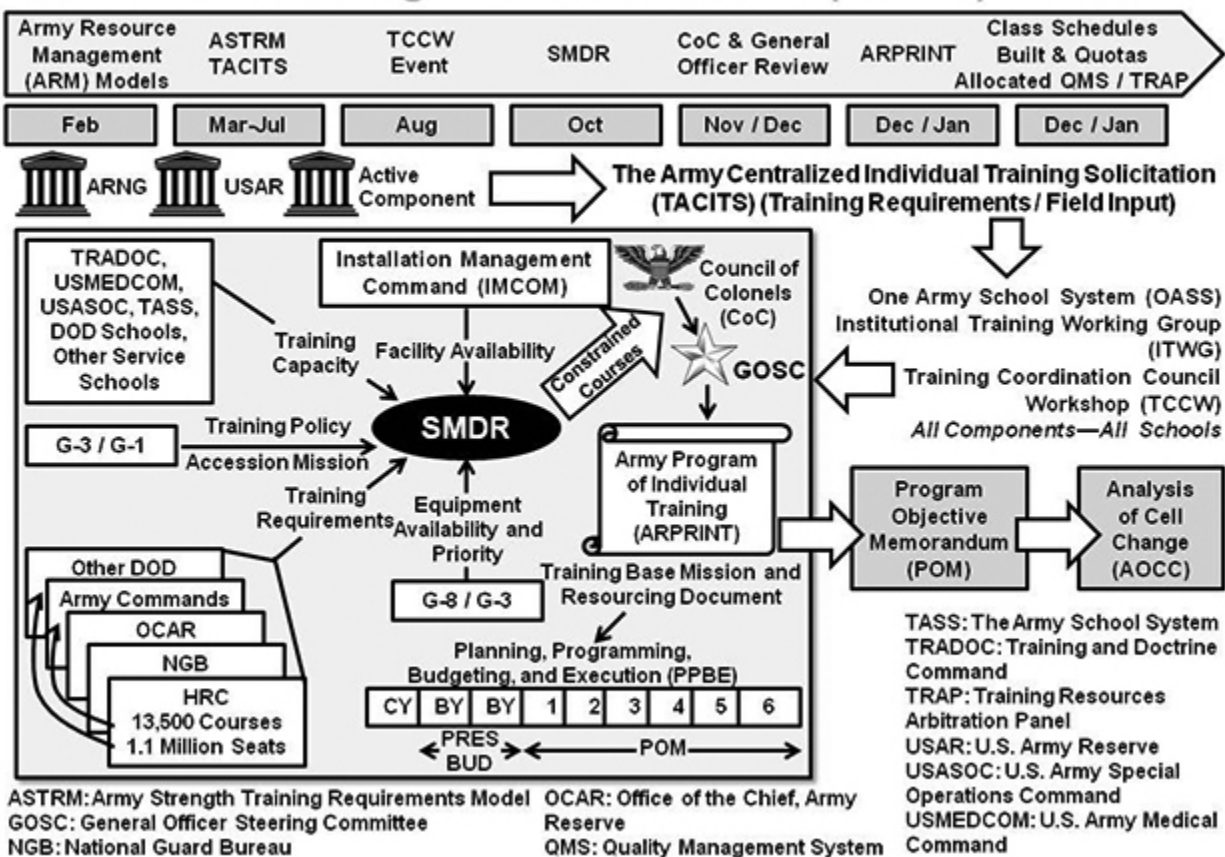 Army Resource
Management
(ARM) Models
ASTRM
TACITS
TCCW
Event
SMDR
CoC & General
Officer Review
ARPRINT
Class Schedules
Built & Quotas
Allocated QMS / TRAP
Feb
Mar-Jul
Aug
Oct
Nov / Dec
Dec / Jan
Dec / Jan
ARNG
USAR
Active
Component
The Army Centralized Individual Training Solicitation
(TACITS) (Training Requirements / Field Input)
TRADOC,
USMEDCOM,
USASOC, TASS,
DOD Schools,
Other Service
Schools
Installation Management
Command (IMCOM)
Council of
Colonels
(CoC)
Training
Capacity
Facility Availability
Constrained
Courses
GOSC
One Army School System (OASS)
Institutional Training Working Group
(ITWG)
Training Coordination Council
Workshop (TCCW)
All Components—All Schools
SMDR
G-3 / G-1
Training Policy
Accession Mission
Training
Requirements
Equipment
Availability and
Priority
G-8 / G-3
Army Program
of Individual
Training
(ARPRINT)
Program
Objective
Memorandum
(POM)
Analysis
of Cell
Change
(AOCC)
Other DOD
Army Commands
OCAR
NGB
HRC
13,500 Courses
1.1 Million Seats
Training Base Mission and
Resourcing Document
Planning, Programming,
Budgeting, and Execution (PPBE)
CY BY BY 1 2 3 4 5 6
PRES
BUD
POM
TASS: The Army School System
TRADOC: Training and Doctrine
Command
TRAP: Training Resources
Arbitration Panel
USAR: U.S. Army Reserve
USASOC: U.S. Army Special
Operations Command
USMEDCOM: U.S. Army Medical
Command
ASTRM: Army Strength Training Requirements Model
GOSC: General Officer Steering Committee
NGB: National Guard Bureau
OCAR: Office of the Chief, Army
Reserve
QMS: Quality Management System